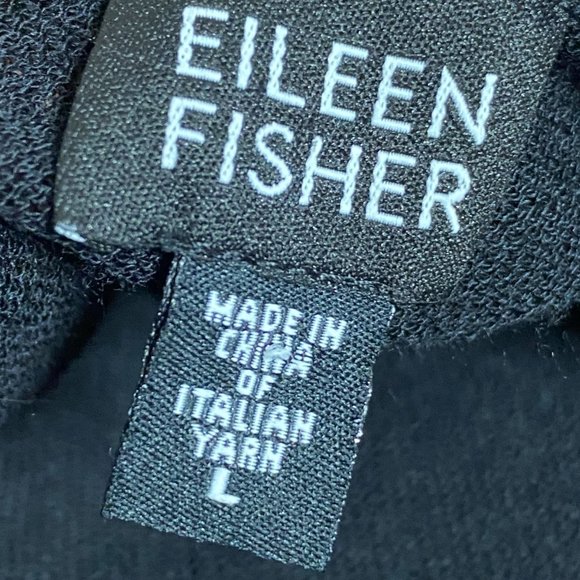 EILEEN
FISHER
MADE IN
CHINA
OF
ITALIAN
YARN
L